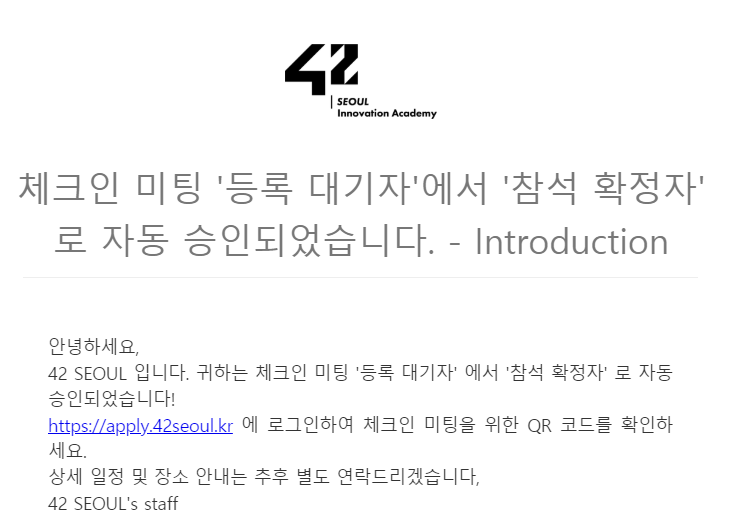 42
SEOUL
Innovation Academy
체크인 미팅 '등록 대기자'에서 '참석 확정자'
로 자동 승인되었습니다. - Introduction
안녕하세요,
42 SEOUL 입니다. 귀하는 체크인 미팅 '등록 대기자' 에서 '참석 확정자' 로 자동
승인되었습니다!
https://apply.42seoul.kr 에 로그인하여 체크인 미팅을 위한 QR 코드를 확인하
세요.
상세 일정 및 장소 안내는 추후 별도 연락드리겠습니다,
42 SEOUL's staff